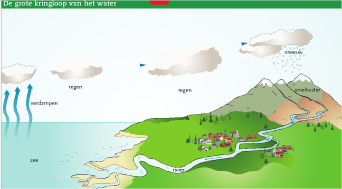 De grote kringloop van het water
sneeuw
regen
regen
smeltwater
verdampen
zee
rivier